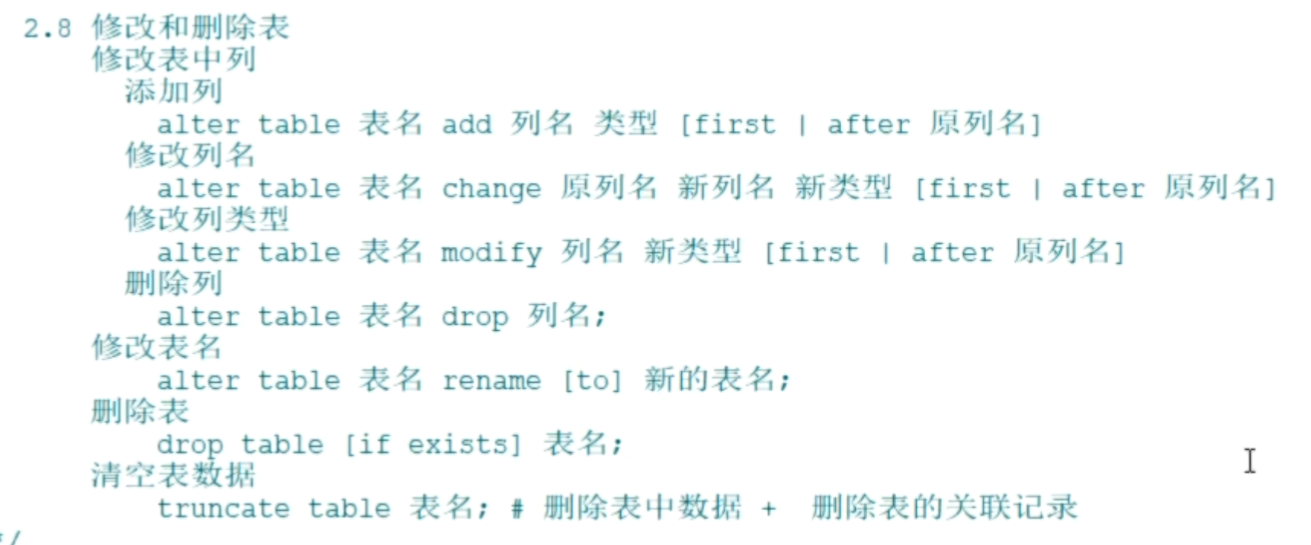 2.8 修改和删除表
修改表中列
添加列
alter table 表名 add 列名 类型 [first | after 原列名]
修改列名
alter table 表名 change 原列名 新列名 新类型 [first | after 原列名]
修改列类型
alter table 表名 modify 列名 新类型 [first | after 原列名]
删除列
alter table 表名 drop 列名;
修改表名
alter table 表名 rename [to] 新的表名;
删除表
drop table [if exists] 表名;
清空表数据
truncate table 表名; # 删除表中数据 + 删除表的关联记录
*/